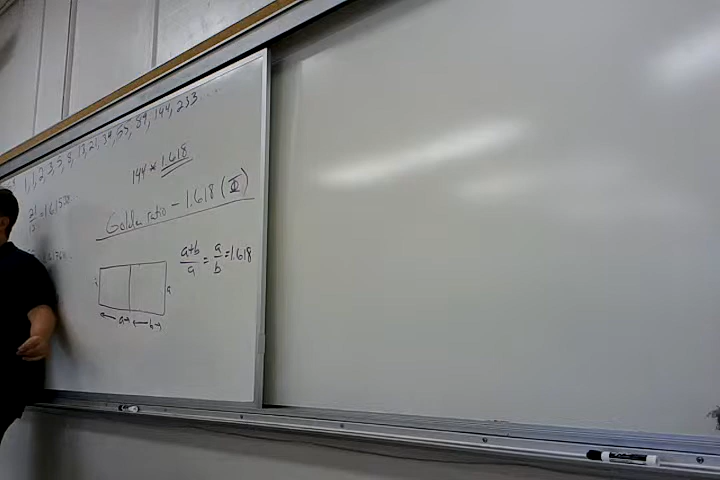 1, 1, 2, 3, 5, 8, 13, 21, 34, 55, 89, 144, 233 ....
144 * 1.618
21
Golden ratio - 1.618 (Φ)
a+b/a = a/b = 1.618
a
a b